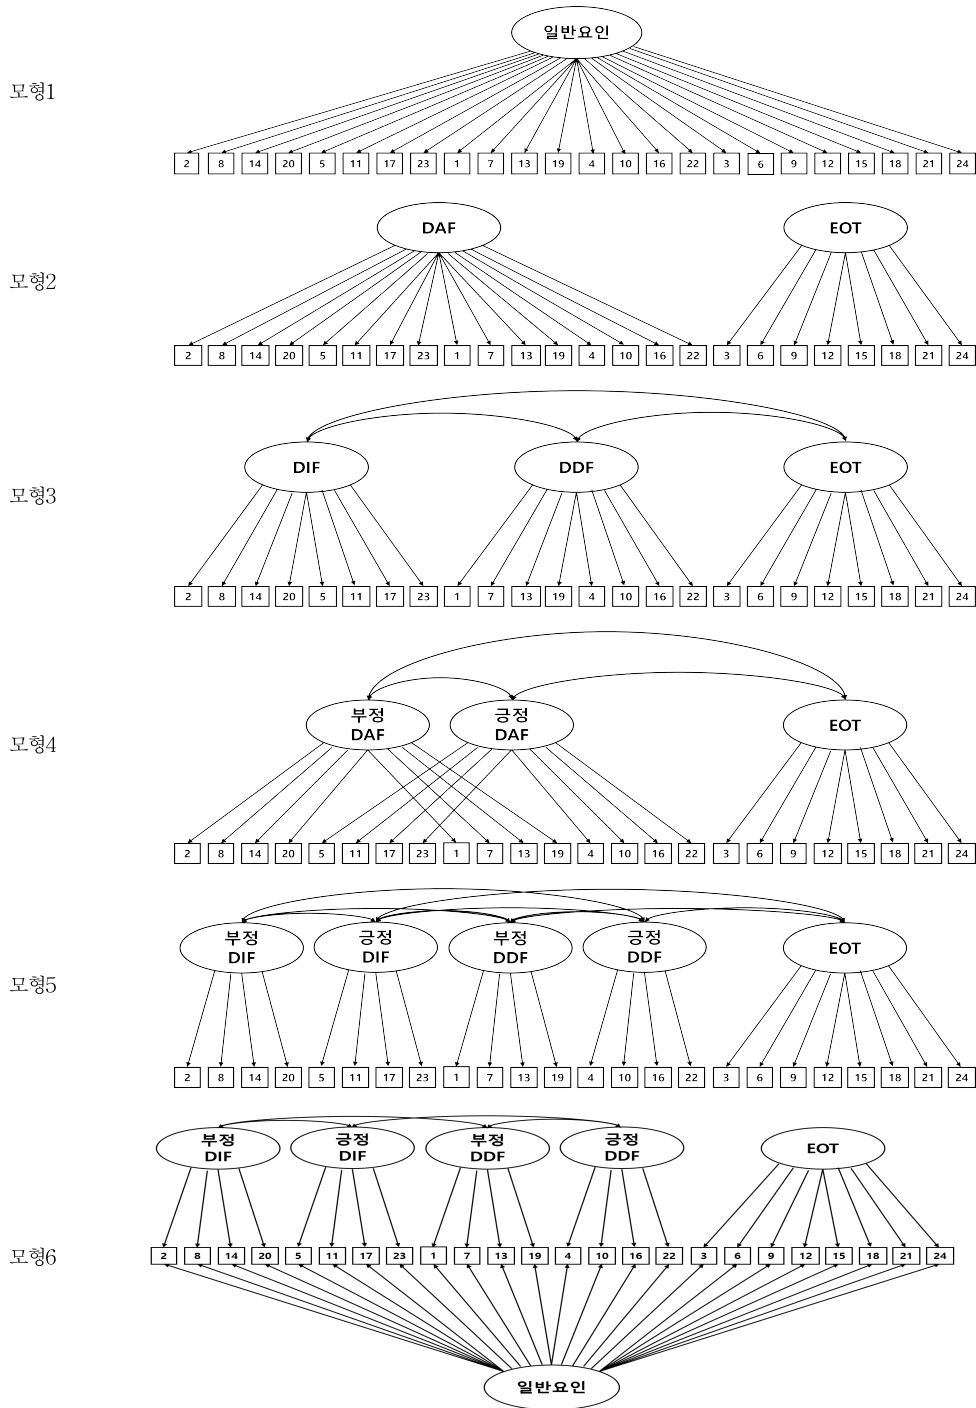 일반요인
모형1
2 8 14 20 5 11 17 23 1 7 13 19 4 10 16 22 3 6 9 12 15 18 21 24
DAF EOT
모형2
2 8 14 20 5 11 17 23 1 7 13 19 4 10 16 22 3 6 9 12 15 18 21 24
DIF DDF EOT
모형3
2 8 14 20 5 11 17 23 1 7 13 19 4 10 16 22 3 6 9 12 15 18 21 24
부정 긍정
DAF DAF EOT
모형4
2 8 14 20 5 11 17 23 1 7 13 19 4 10 16 22 3 6 9 12 15 18 21 24
부정 긍정 부정 긍정
DIF DIF DDF DDF EOT
모형5
2 8 14 20 5 11 17 23 1 7 13 19 4 10 16 22 3 6 9 12 15 18 21 24
부정 긍정 부정 긍정
DIF DIF DDF DDF EOT
모형6
2 8 14 20 5 11 17 23 1 7 13 19 4 10 16 22 3 6 9 12 15 18 21 24
일반요인